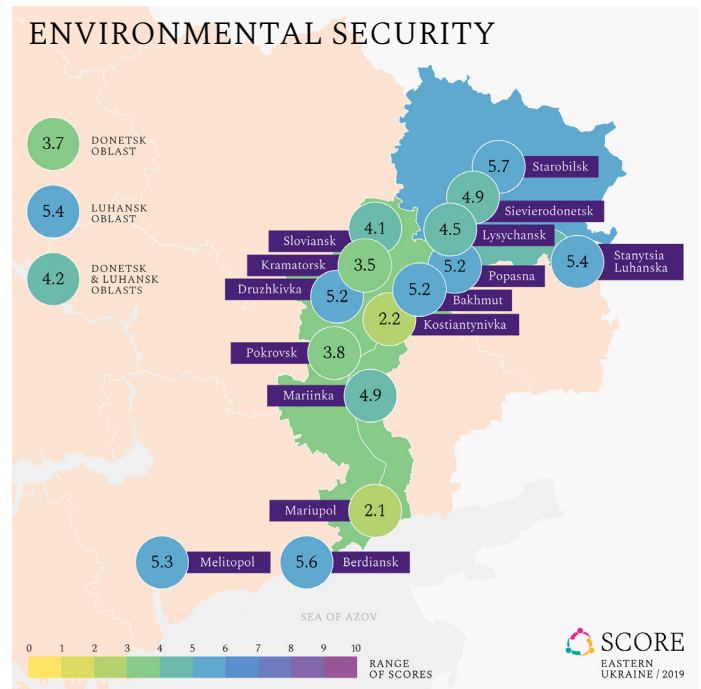 ENVIRONMENTAL SECURITY
3.7
DONETSK
OBLAST
5.4
LUHANSK
OBLAST
4.2
DONETSK
& LUHANSK
OBLASTS
5.7
Starobilsk
4.9
Sievierodonetsk
4.1
Sloviansk
4.5
Lysychansk
5.4
Stanytsia
Luhanska
Kramatorsk
3.5
5.2
Popasna
Druzhkivka
5.2
5.2
Bakhmut
2.2
Kostiantynivka
Pokrovsk
3.8
Mariinka
4.9
Mariupol
2.1
5.3
Melitopol
5.6
Berdiansk
SEA OF AZOV
0 1 2 3 4 5 6 7 8 9 10
RANGE
OF SCORES
SCORE
EASTERN
UKRAINE / 2019